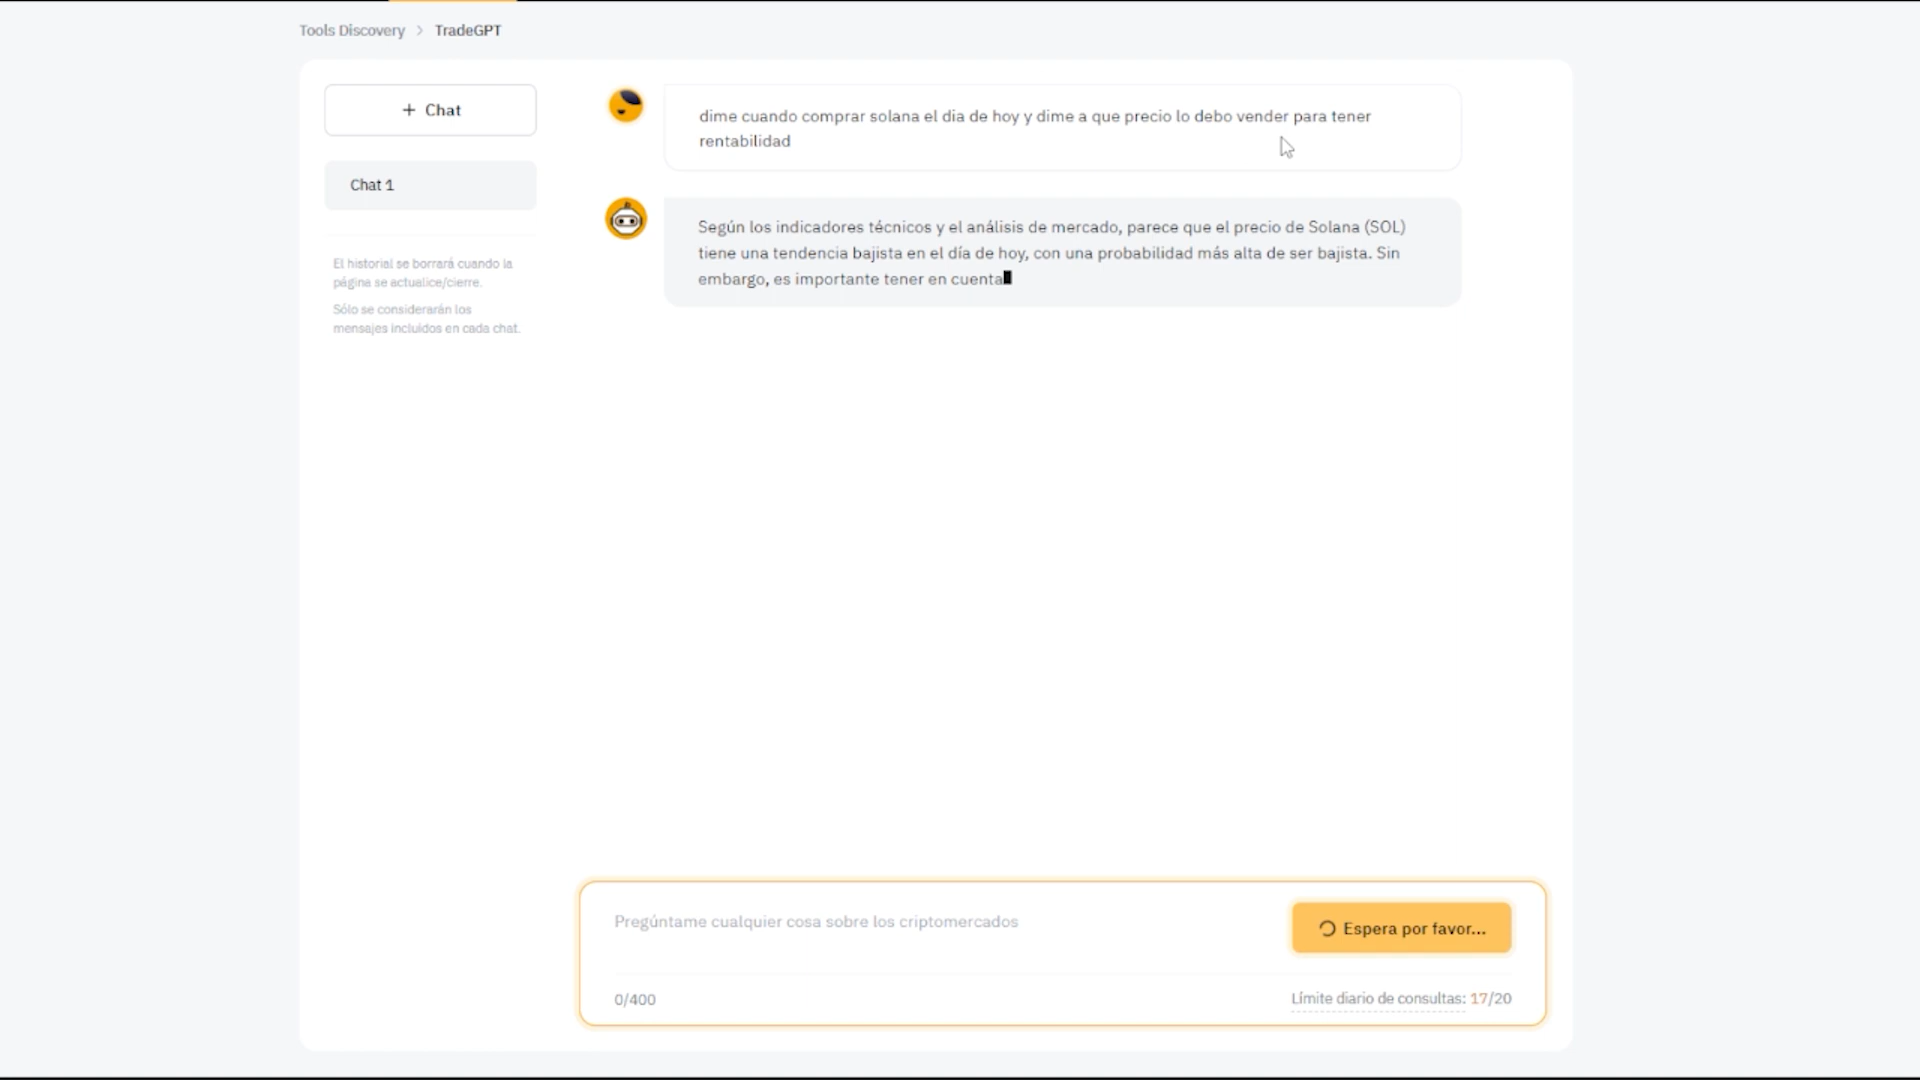 Tools Discovery > TradeGPT
+ Chat
Chat 1
El historial se borrará cuando la
página se actualice/cierre.
Sólo se considerarán los
mensajes incluidos en cada chat.
dime cuando comprar solana el dia de hoy y dime a que precio lo debo vender para tener
rentabilidad
Según los indicadores técnicos y el análisis de mercado, parece que el precio de Solana (SOL)
tiene una tendencia bajista en el día de hoy, con una probabilidad más alta de ser bajista. Sin
embargo, es importante tener en cuenta
Pregúntame cualquier cosa sobre los criptomercados
Espera por favor...
0/400
Límite diario de consultas: 17/20